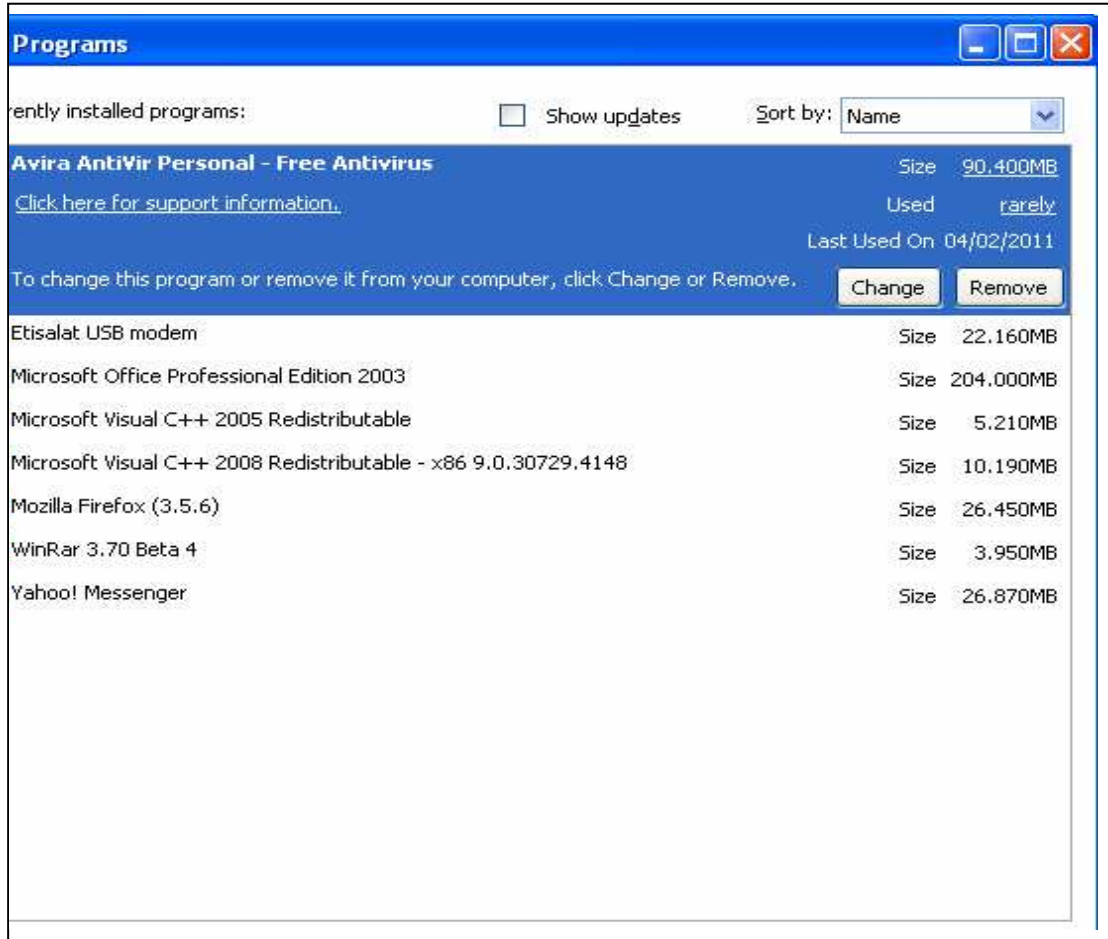 Programs
rently installed programs: Show updates Sort by: Name
Avira AntiVir Personal - Free Antivirus Size 90.400MB
Click here for support information. Used rarely
Last Used On 04/02/2011
To change this program or remove it from your computer, click Change or Remove. Change Remove
Etisalat USB modem Size 22.160MB
Microsoft Office Professional Edition 2003 Size 204.000MB
Microsoft Visual C++ 2005 Redistributable Size 5.210MB
Microsoft Visual C++ 2008 Redistributable - x86 9.0.30729.4148 Size 10.190MB
Mozilla Firefox (3.5.6) Size 26.450MB
WinRar 3.70 Beta 4 Size 3.950MB
Yahoo! Messenger Size 26.870MB